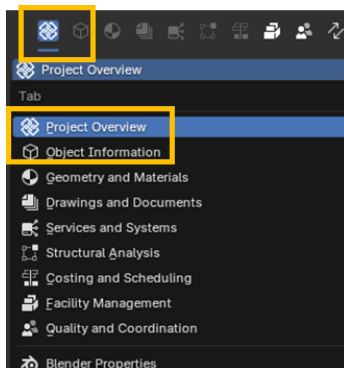 Project Overview
Tab
Project Overview
Object Information
Geometry and Materials
Drawings and Documents
Services and Systems
Structural Analysis
Costing and Scheduling
Facility Management
Quality and Coordination
Blender Properties